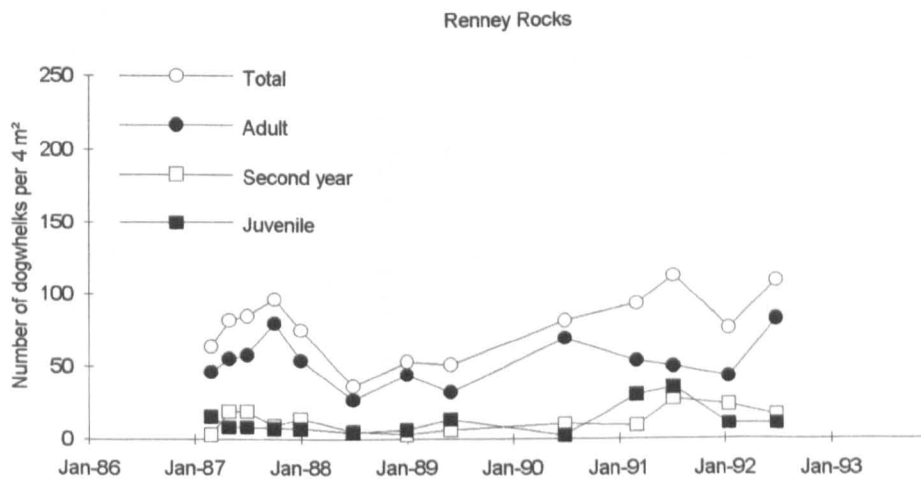 Renney Rocks
Number of dogwhelks per 4 m²
250
200
150
100
50
0
Total
Adult
Second year
Juvenile
Jan-86 Jan-87 Jan-88 Jan-89 Jan-90 Jan-91 Jan-92 Jan-93